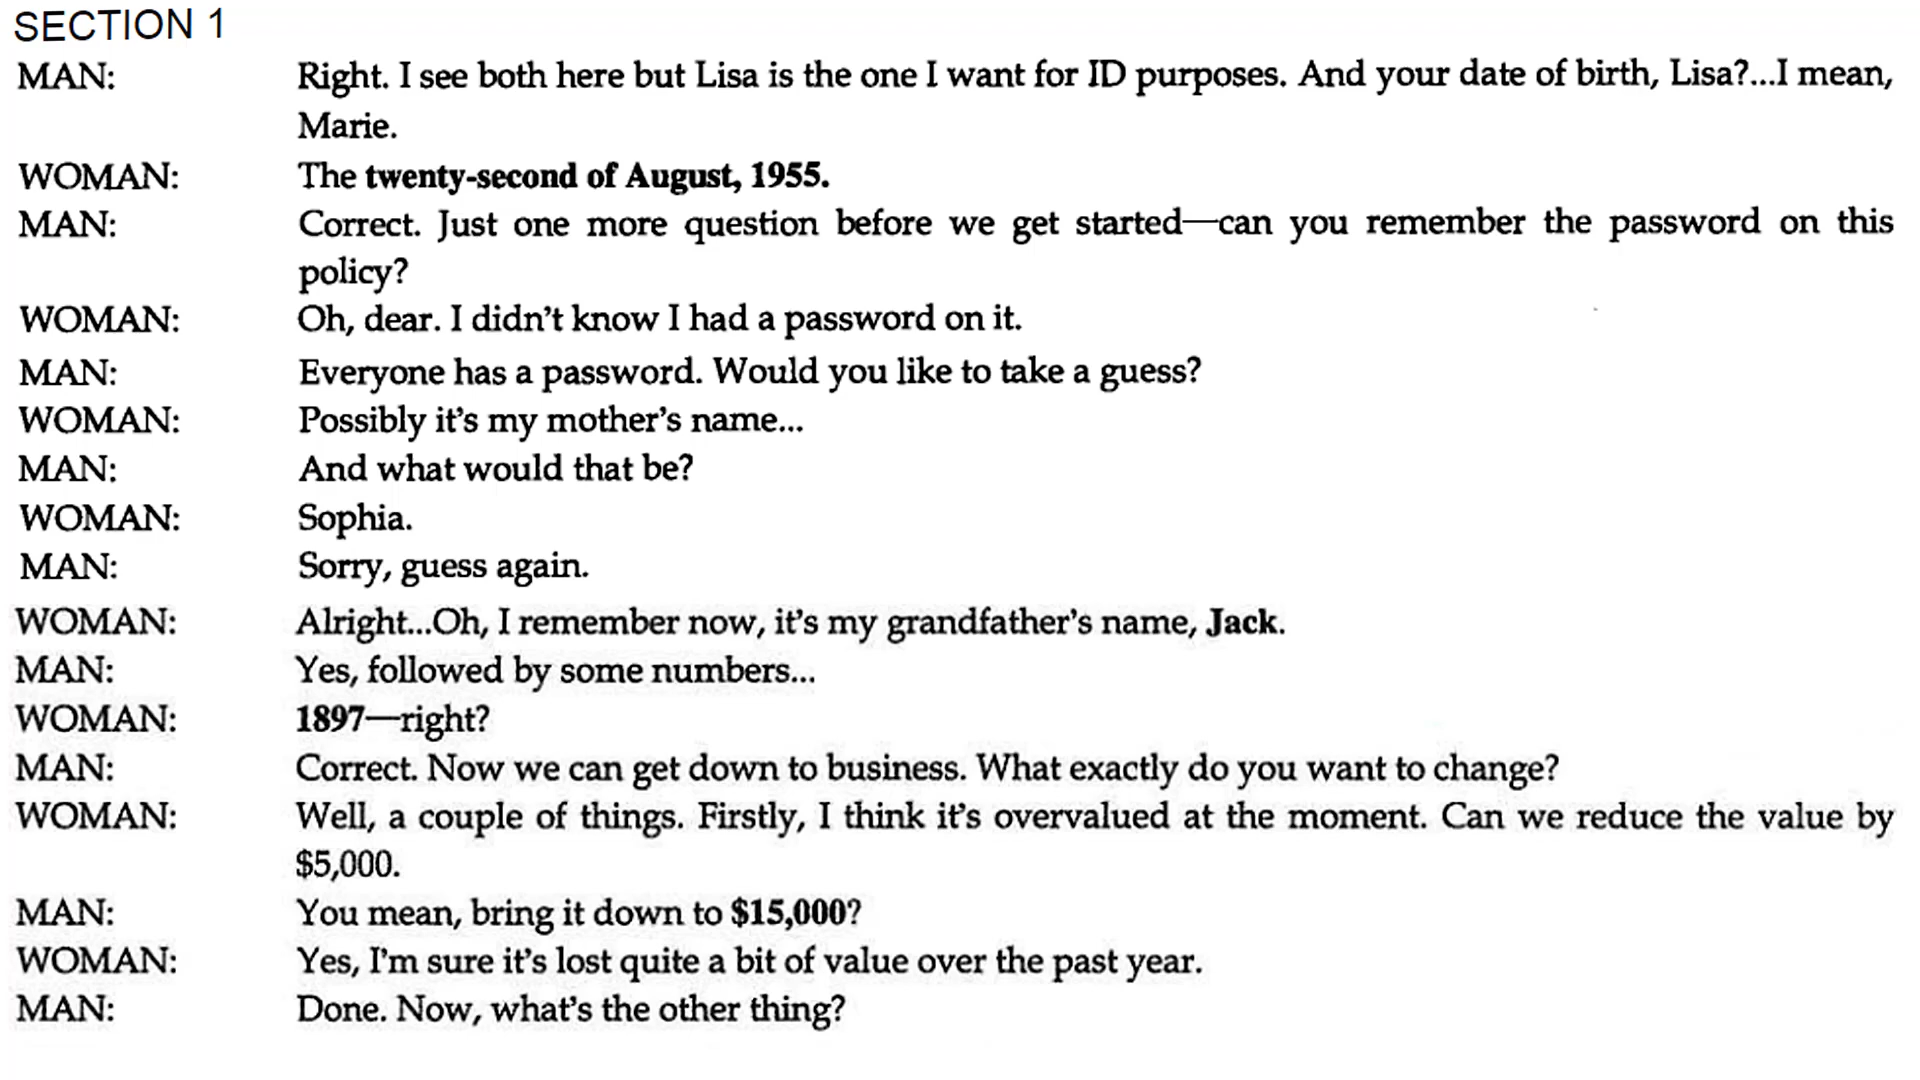 SECTION 1
MAN: Right. I see both here but Lisa is the one I want for ID purposes. And your date of birth, Lisa?...I mean,
Marie.
WOMAN: The twenty-second of August, 1955.
MAN: Correct. Just one more question before we get started—can you remember the password on this
policy?
WOMAN: Oh, dear. I didn't know I had a password on it.
MAN: Everyone has a password. Would you like to take a guess?
WOMAN: Possibly it's my mother's name...
MAN: And what would that be?
WOMAN: Sophia.
MAN: Sorry, guess again.
WOMAN: Alright...Oh, I remember now, it's my grandfather's name, Jack.
MAN: Yes, followed by some numbers...
WOMAN: 1897—right?
MAN: Correct. Now we can get down to business. What exactly do you want to change?
WOMAN: Well, a couple of things. Firstly, I think it's overvalued at the moment. Can we reduce the value by
$5,000.
MAN: You mean, bring it down to $15,000?
WOMAN: Yes, I'm sure it's lost quite a bit of value over the past year.
MAN: Done. Now, what's the other thing?